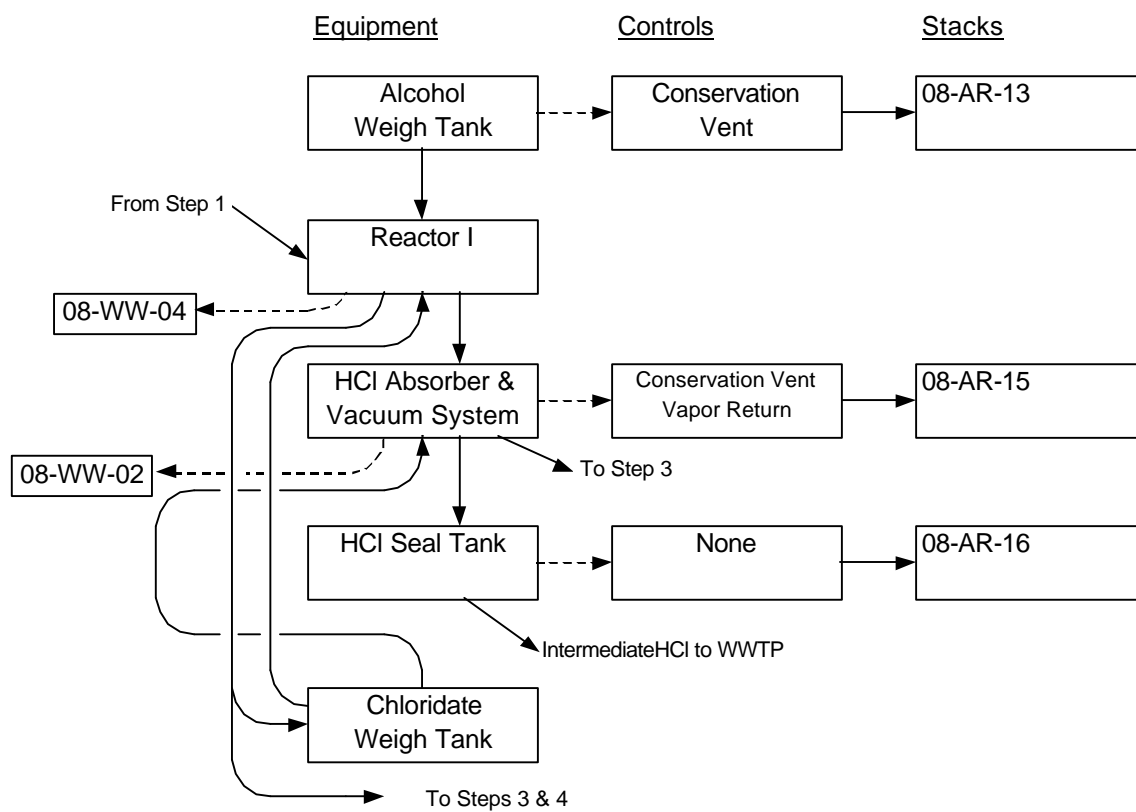 Equipment
Controls
Stacks
Alcohol
Weigh Tank
Conservation
Vent
08-AR-13
From Step 1
Reactor I
08-WW-04
HCl Absorber &
Vacuum System
Conservation Vent
Vapor Return
08-AR-15
08-WW-02
To Step 3
HCl Seal Tank
None
08-AR-16
IntermediateHCl to WWTP
Chloridate
Weigh Tank
To Steps 3 & 4